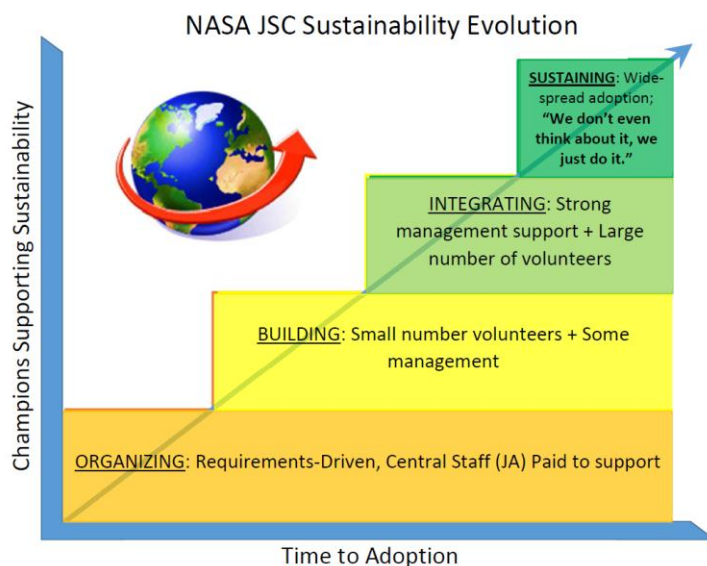 NASA JSC Sustainability Evolution
Champions Supporting Sustainability
SUSTAINING: Wide-
spread adoption;
“We don’t even
think about it, we
just do it.”
INTEGRATING: Strong
management support + Large
number of volunteers
BUILDING: Small number volunteers + Some
management
ORGANIZING: Requirements-Driven, Central Staff (JA) Paid to support
Time to Adoption